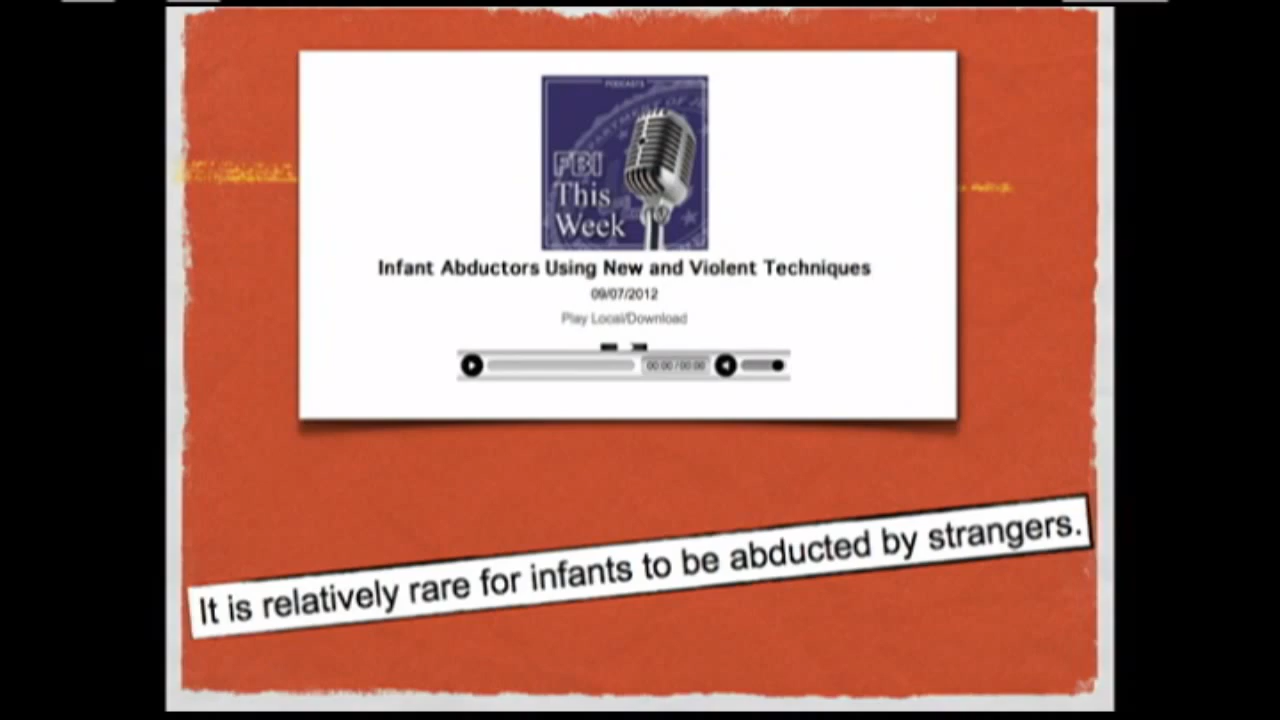 PODCASTS
FBI
This
Week
Infant Abductors Using New and Violent Techniques
09/07/2012
Play Local/Download
00:00 / 00:00
It is relatively rare for infants to be abducted by strangers.